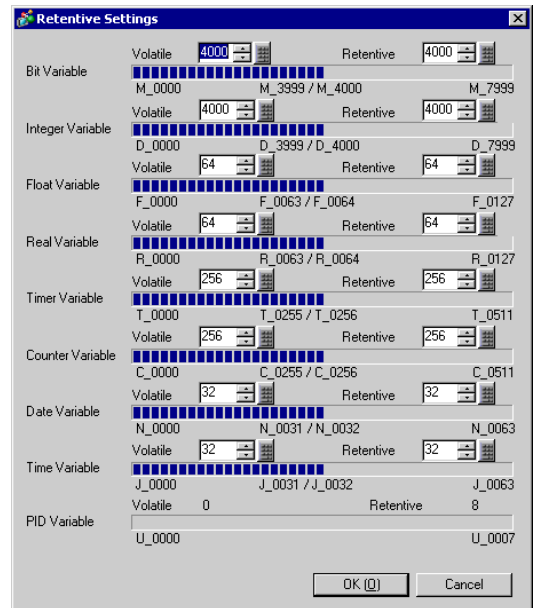 Retentive Settings
Volatile 4000 Retentive 4000
Bit Variable
M_0000 M_3999 / M_4000 M_7999
Volatile 4000 Retentive 4000
Integer Variable
D_0000 D_3999 / D_4000 D_7999
Volatile 64 Retentive 64
Float Variable
F_0000 F_0063 / F_0064 F_0127
Volatile 64 Retentive 64
Real Variable
R_0000 R_0063 / R_0064 R_0127
Volatile 256 Retentive 256
Timer Variable
T_0000 T_0255 / T_0256 T_0511
Volatile 256 Retentive 256
Counter Variable
C_0000 C_0255 / C_0256 C_0511
Volatile 32 Retentive 32
Date Variable
N_0000 N_0031 / N_0032 N_0063
Volatile 32 Retentive 32
Time Variable
J_0000 J_0031 / J_0032 J_0063
Volatile 0 Retentive 8
PID Variable
U_0000 U_0007
OK (O) Cancel